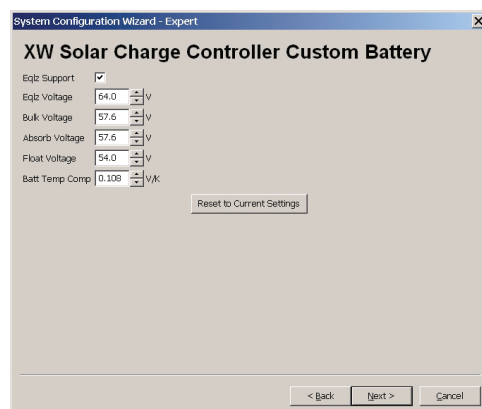 System Configuration Wizard - Expert
XW Solar Charge Controller Custom Battery
Eqlz Support
Eqlz Voltage 64.0 V
Bulk Voltage 57.6 V
Absorb Voltage 57.6 V
Float Voltage 54.0 V
Batt Temp Comp 0.108 V/K
Reset to Current Settings
< Back Next > Cancel